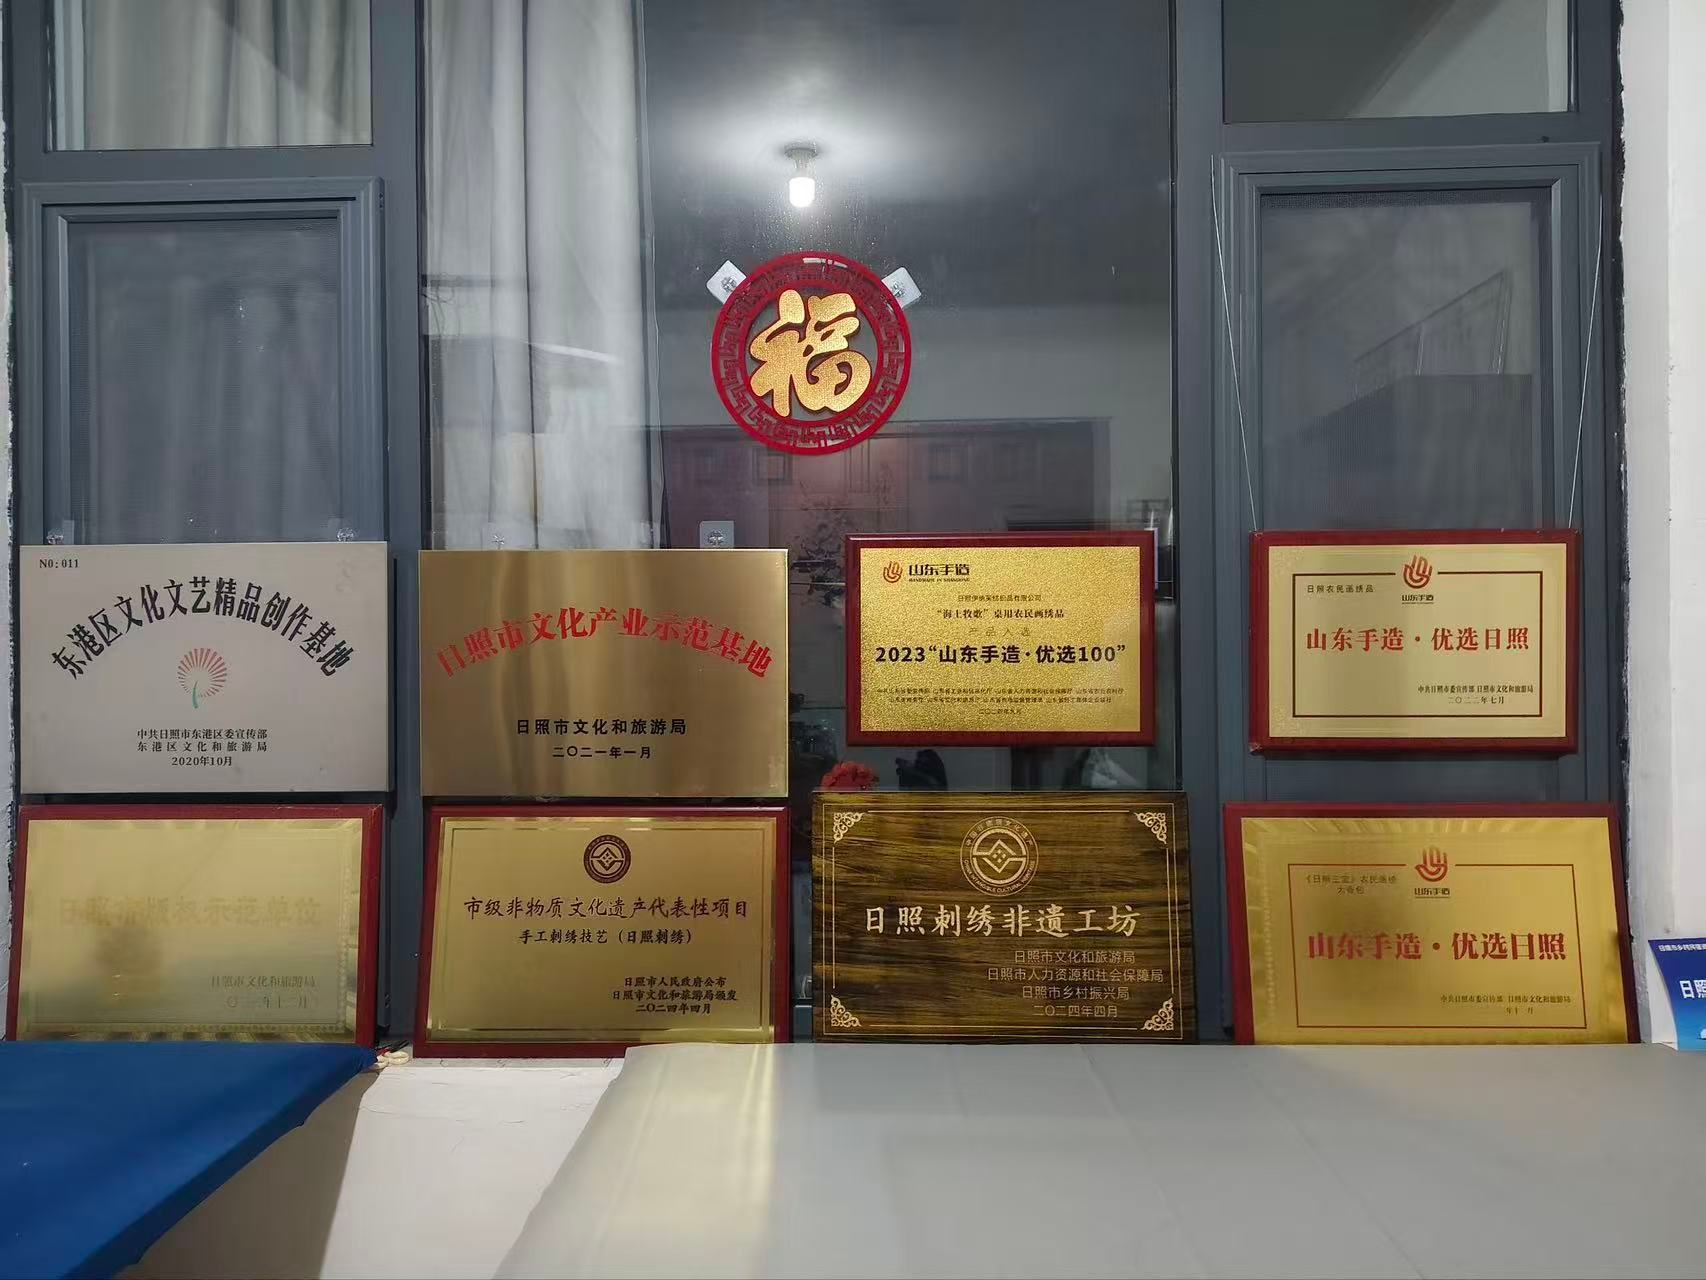 福
NO:011
东港区文化文艺精品创作基地
中共日照市东港区委宣传部
东港区文化和旅游局
2020年10月
日照市文化产业示范基地
日照市文化和旅游局
二〇二一年一月
山东手造
HANDMADE IN SHANDONG
“海上牧歌”桌用农民画绣品
产品入选
2023“山东手造·优选100”
日照农民画绣品
山东手造
山东手造·优选日照
中共日照市委宣传部 日照市文化和旅游局
二〇二二年七月
日照市文化和旅游局
市级非物质文化遗产代表性项目
手工刺绣技艺（日照刺绣）
日照市人民政府公布
日照市文化和旅游局颁发
二〇二四年四月
日照刺绣非遗工坊
日照市文化和旅游局
日照市人力资源和社会保障局
日照市乡村振兴局
二〇二四年四月
山东手造
山东手造·优选日照
中共日照市委宣传部 日照市文化和旅游局